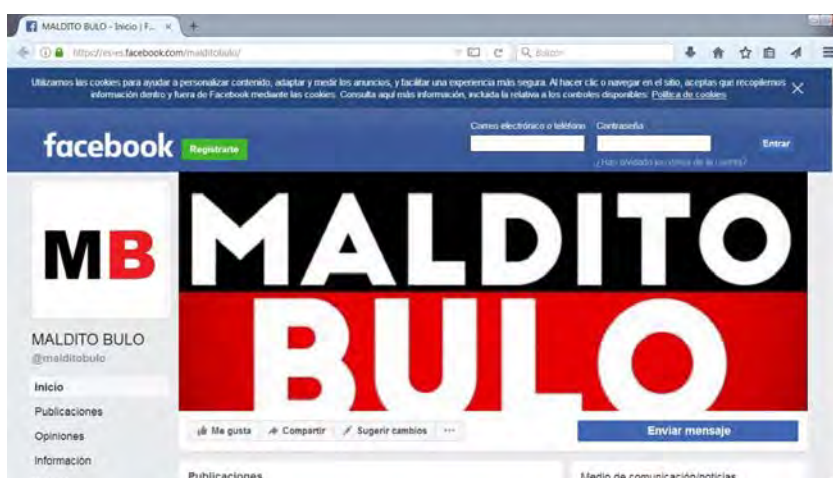 MALDITO BULO - Inicio | F...
https://es-es.facebook.com/malditobulo/
Buscar
Utilizamos las cookies para ayudar a personalizar contenido, adaptar y medir los anuncios, y facilitar una experiencia más segura. Al hacer clic o navegar en el sitio, aceptas que recopilemos
información dentro y fuera de Facebook mediante las cookies. Consulta aquí más información, incluida la relativa a los controles disponibles: Política de cookies
Correo electrónico o teléfono
Contraseña
facebook
Registrarte
Entrar
¿Has olvidado los datos de la cuenta?
MB
MALDITO
BULO
MALDITO BULO
@malditobulo
Inicio
Publicaciones
Opiniones
Información
Me gusta
Compartir
Sugerir cambios
Enviar mensaje
Publicaciones
Medio de comunicación/noticias